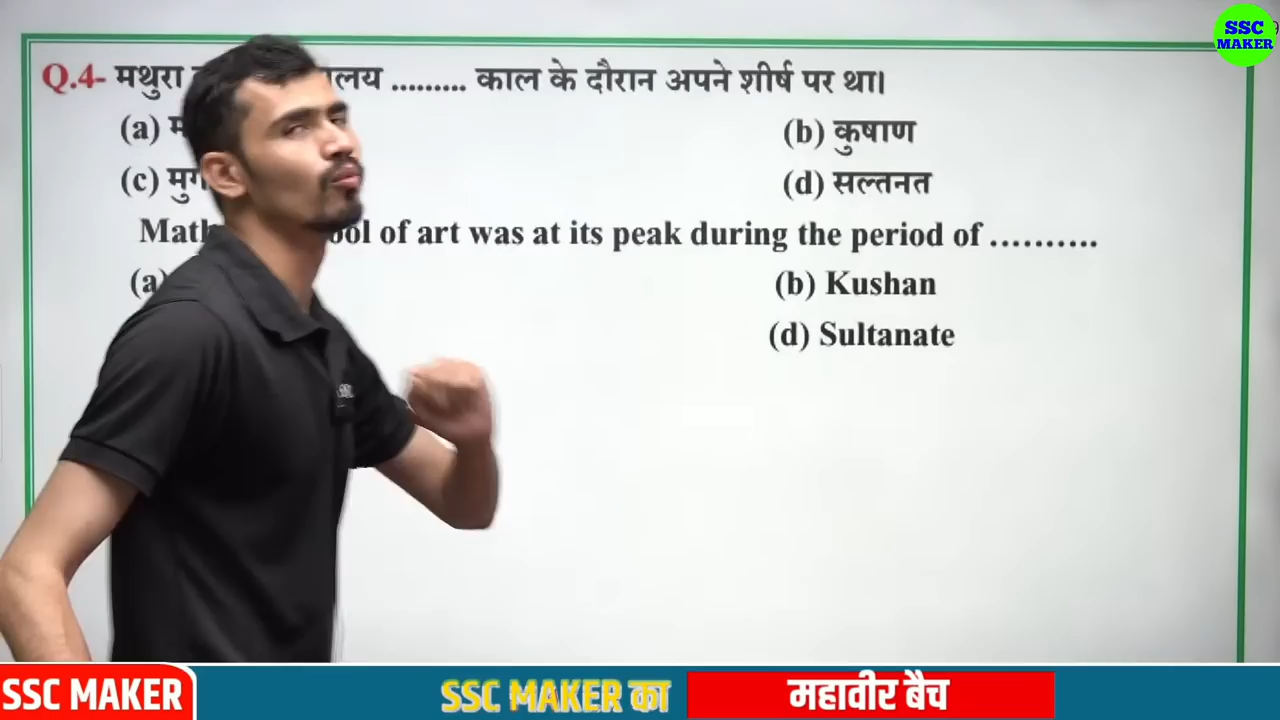 SSC
MAKER
Q.4- मथुरा लय ......... काल के दौरान अपने शीर्ष पर था।
(a) (b) कुषाण
(c) (d) सल्तनत
ool of art was at its peak during the period of ..........
(a) (b) Kushan
(d) Sultanate
SSC MAKER SSC MAKER का महावीर बैच